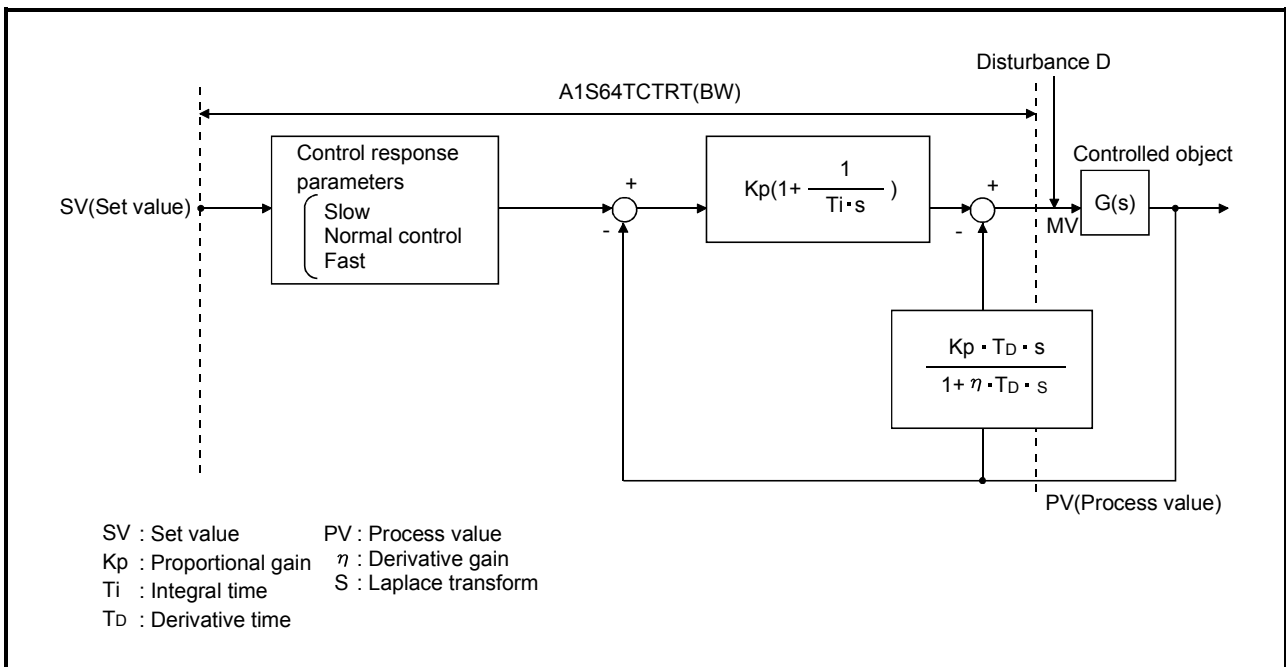 Disturbance D
A1S64TCTRT(BW)
Control response
parameters
Slow
Normal control
Fast
SV(Set value)
+
-
Kp(1+ 1 / Ti・s )
+
-
MV
Controlled object
G(s)
Kp・TD・s
1+ η・TD・s
PV(Process value)
SV : Set value
Kp : Proportional gain
Ti : Integral time
TD : Derivative time
PV : Process value
η : Derivative gain
S : Laplace transform